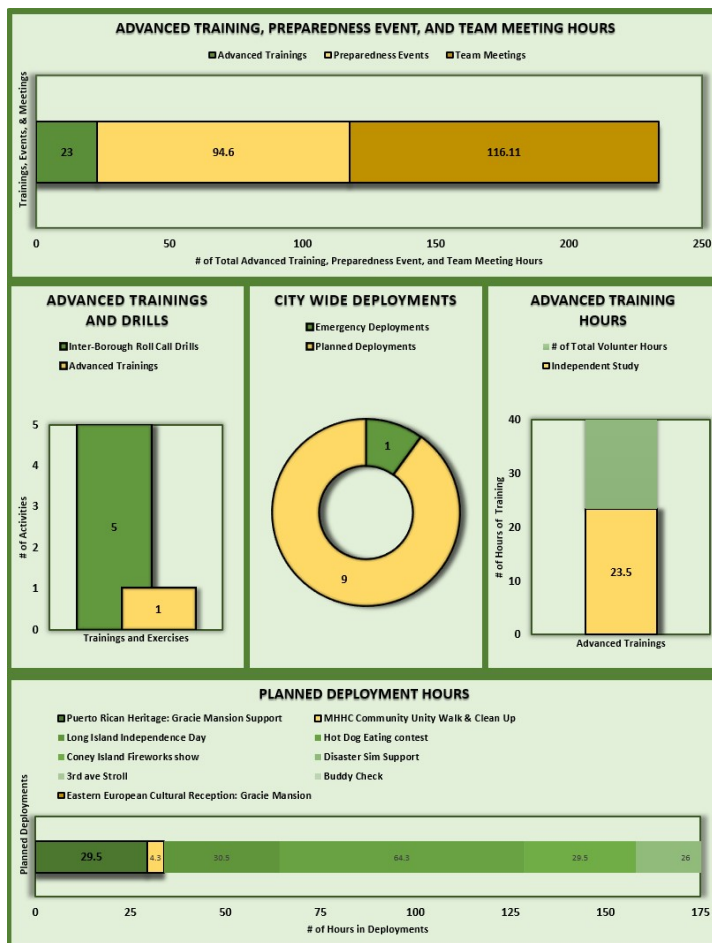 ADVANCED TRAINING, PREPAREDNESS EVENT, AND TEAM MEETING HOURS
Advanced Trainings Preparedness Events Team Meetings
Trainings, Events, & Meetings
23 94.6 116.11
0 50 100 150 200 250
# of Total Advanced Training, Preparedness Event, and Team Meeting Hours
ADVANCED TRAININGS
AND DRILLS
Inter-Borough Roll Call Drills
Advanced Trainings
# of Activities
5
4
3
2
1
0
5
1
Trainings and Exercises
CITY WIDE DEPLOYMENTS
Emergency Deployments
Planned Deployments
1
9
ADVANCED TRAINING
HOURS
# of Total Volunter Hours
Independent Study
# of Hours of Training
40
30
20
10
0
23.5
Advanced Trainings
PLANNED DEPLOYMENT HOURS
Puerto Rican Heritage: Gracie Mansion Support MHHC Community Unity Walk & Clean Up
Long Island Independence Day Hot Dog Eating contest
Coney Island Fireworks show Disaster Sim Support
3rd ave Stroll Buddy Check
Eastern European Cultural Reception: Gracie Mansion
Planned Deployments
29.5 4.3 30.5 64.3 29.5 26
0 25 50 75 100 125 150 175
# of Hours in Deployments